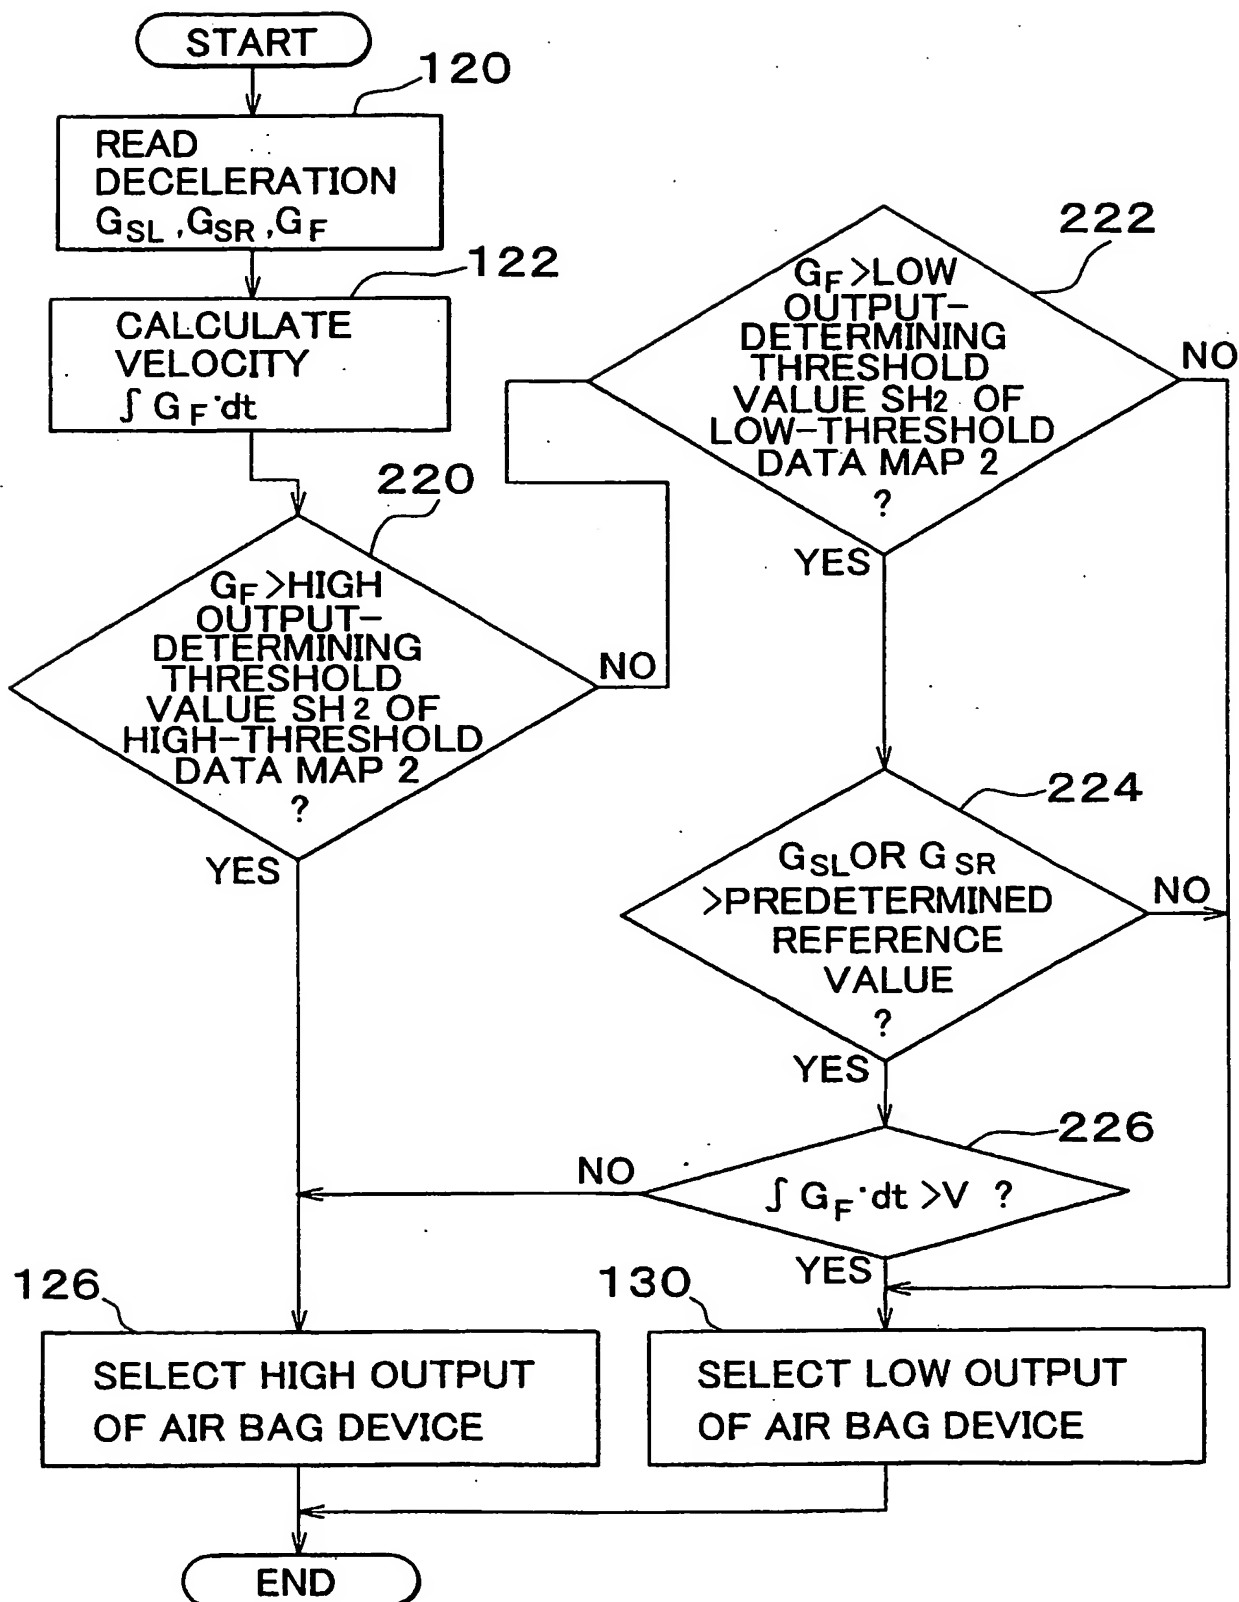 START
120
READ
DECELERATION
GSL ,GSR ,GF
122
CALCULATE
VELOCITY
∫ GF·dt
220
GF >HIGH
OUTPUT-
DETERMINING
THRESHOLD
VALUE SH2 OF
HIGH-THRESHOLD
DATA MAP 2
?
NO
YES
222
GF >LOW
OUTPUT-
DETERMINING
THRESHOLD
VALUE SH2 OF
LOW-THRESHOLD
DATA MAP 2
?
NO
YES
224
GSL OR GSR
>PREDETERMINED
REFERENCE
VALUE
?
NO
YES
226
∫ GF·dt >V ?
NO
YES
126
SELECT HIGH OUTPUT
OF AIR BAG DEVICE
130
SELECT LOW OUTPUT
OF AIR BAG DEVICE
END